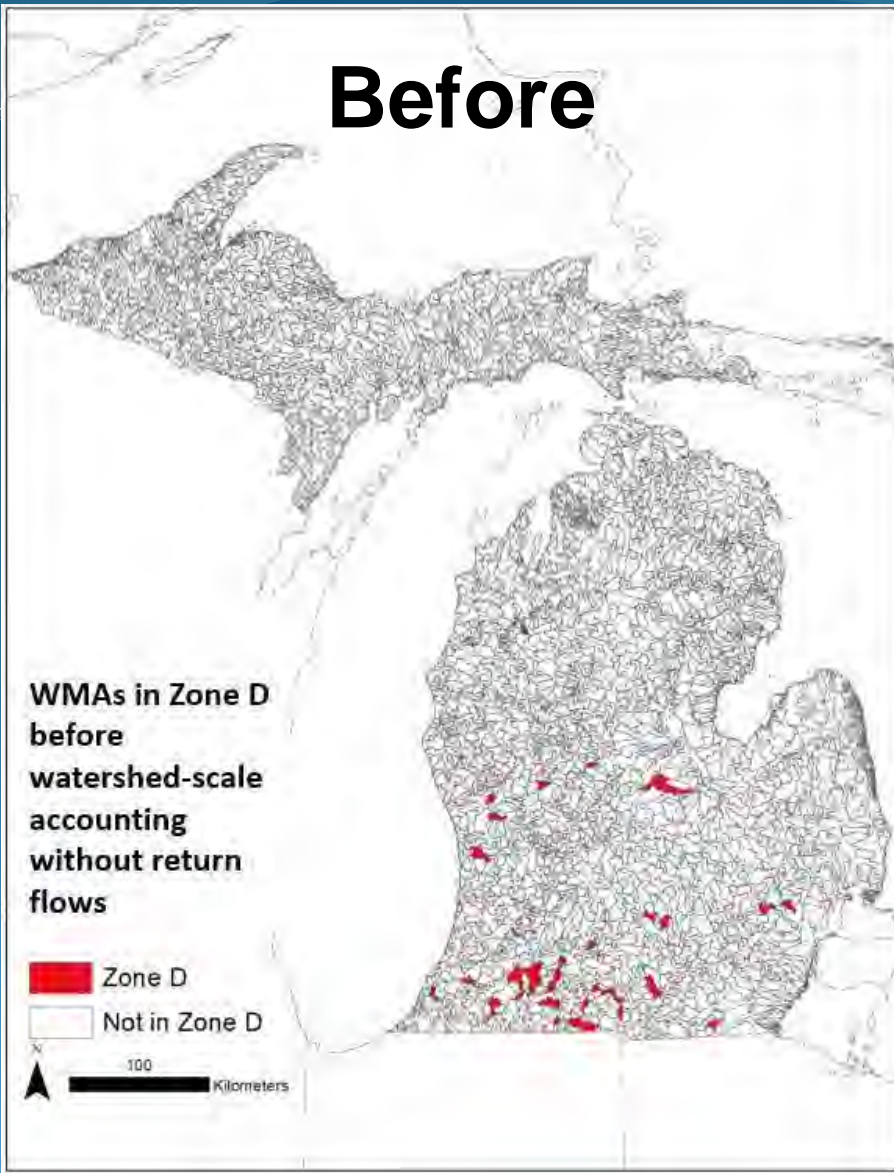 Before
WMAs in Zone D
before
watershed-scale
accounting
without return
flows
Zone D
Not in Zone D
N
100
Kilometers